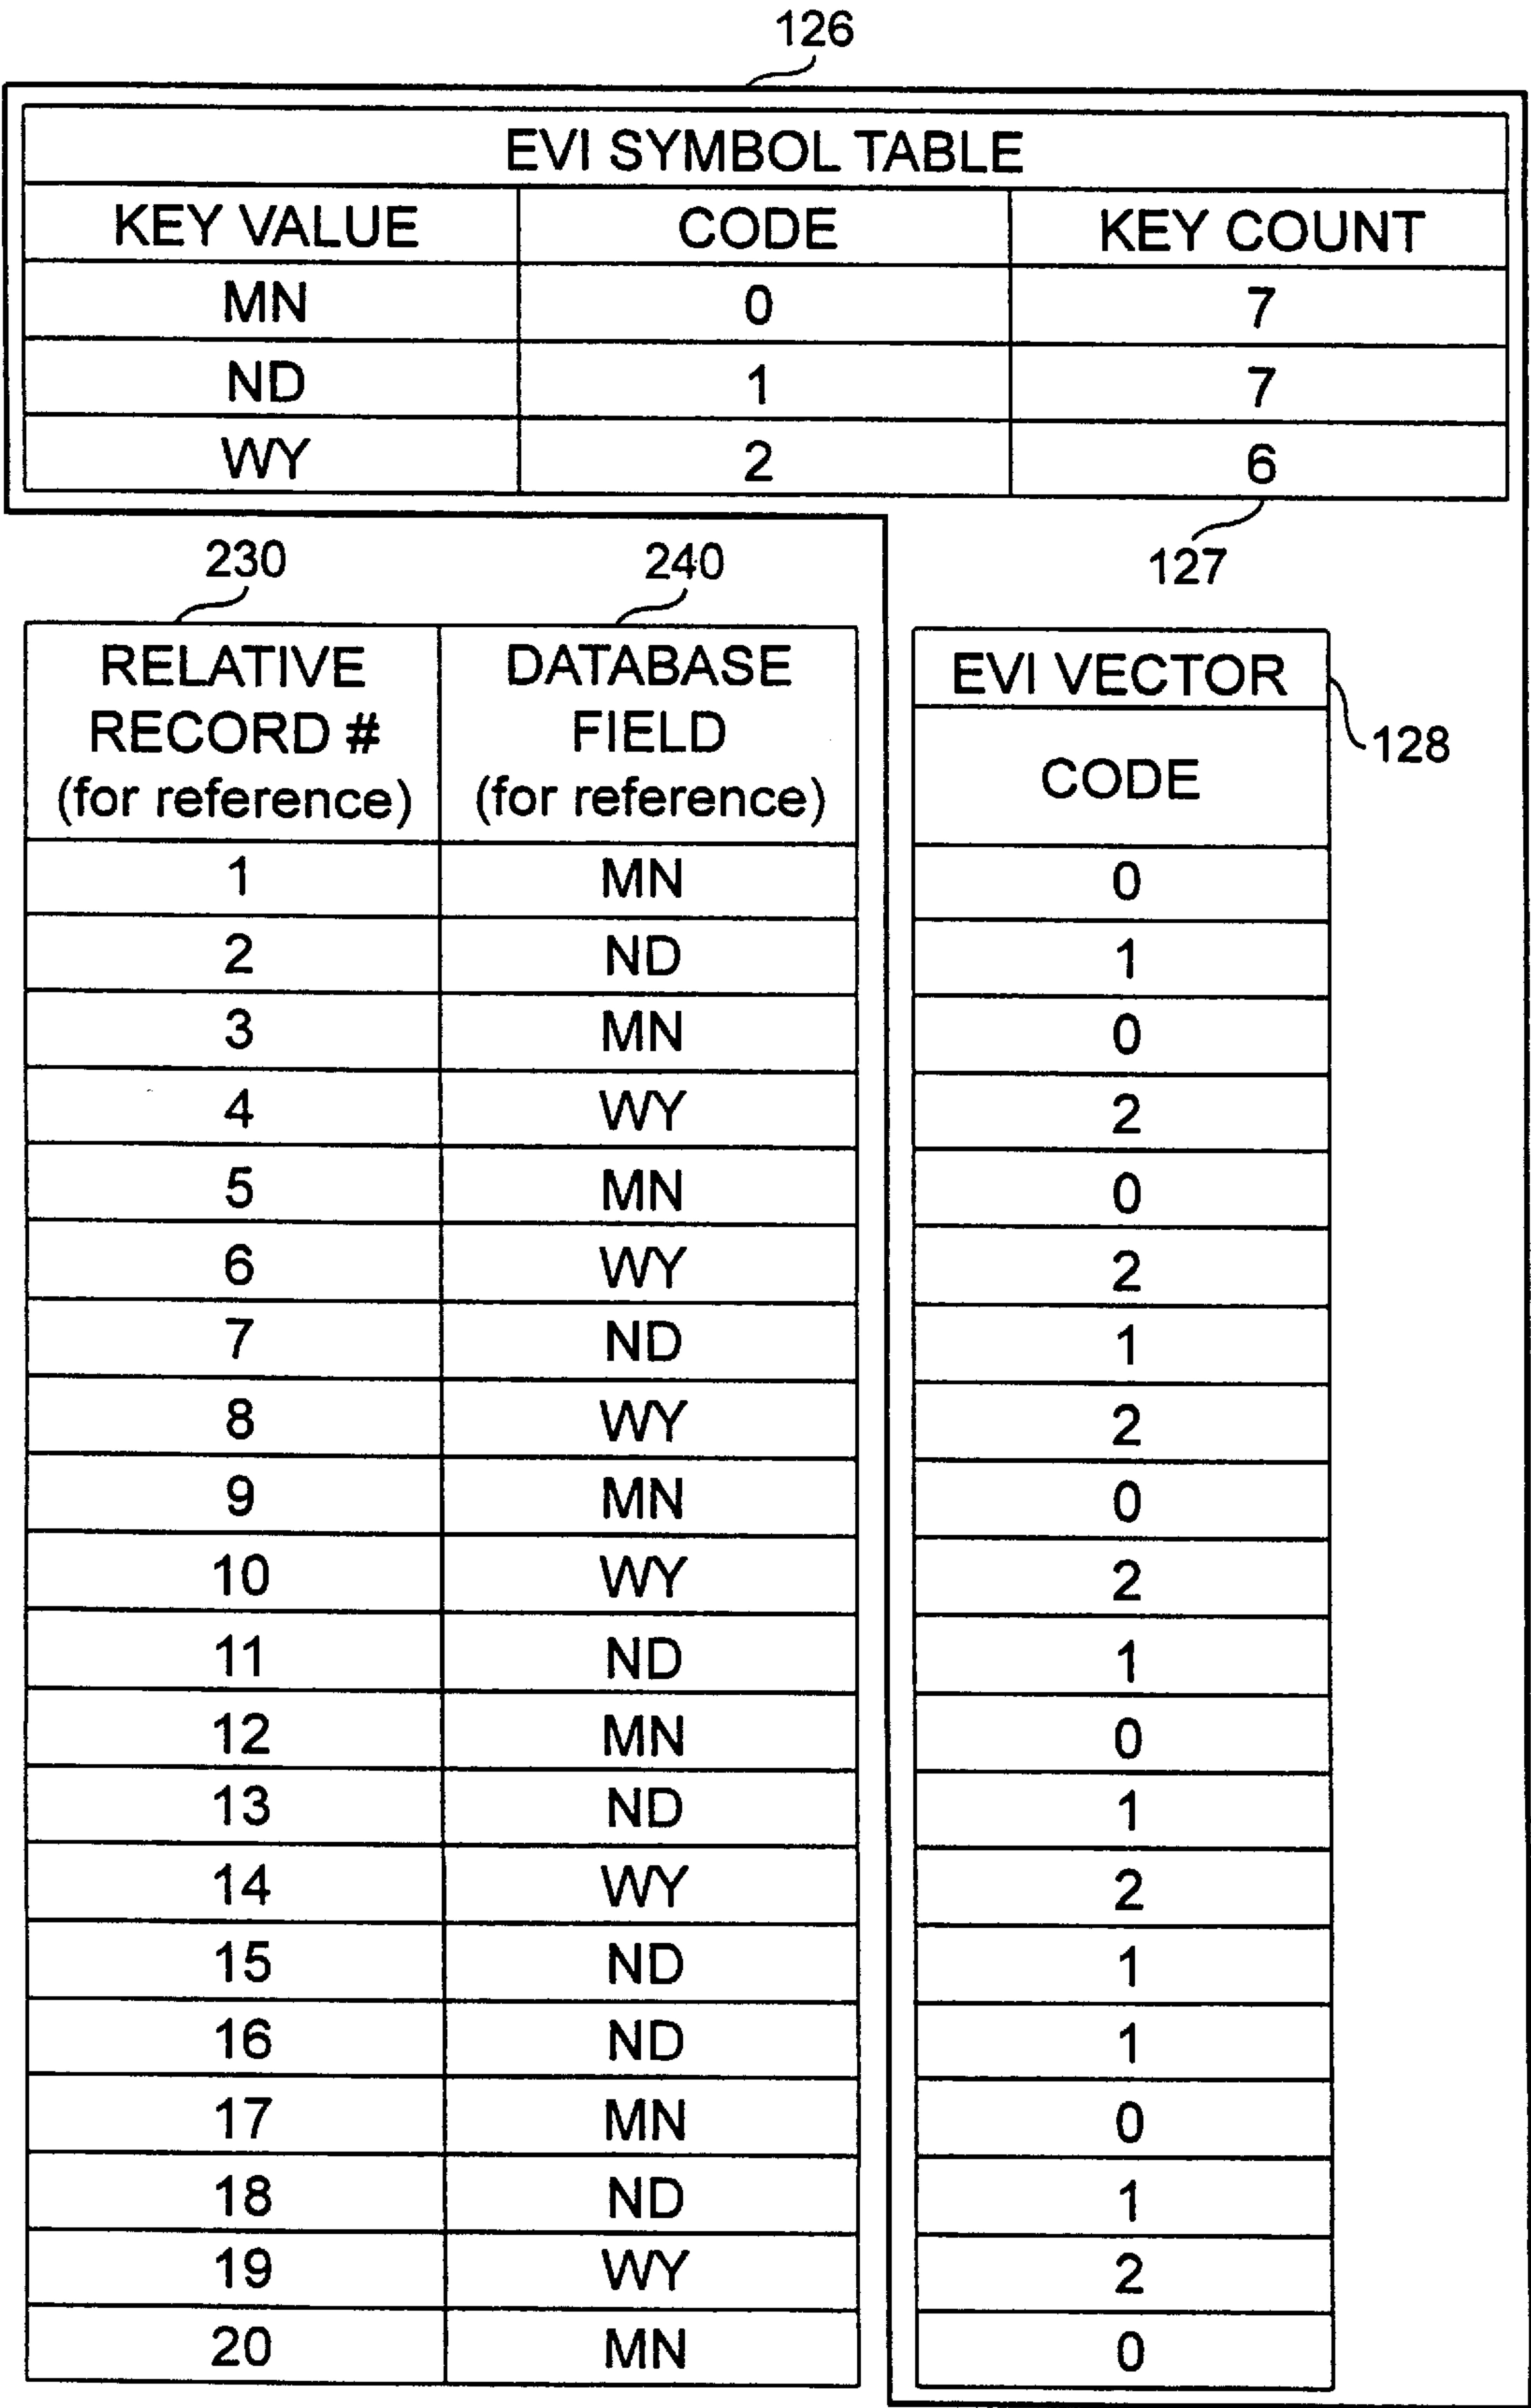 126
EVI SYMBOL TABLE
KEY VALUE CODE KEY COUNT
MN 0 7
ND 1 7
WY 2 6
127
230 240
RELATIVE RECORD # (for reference) DATABASE FIELD (for reference) EVI VECTOR CODE
128
1 MN 0
2 ND 1
3 MN 0
4 WY 2
5 MN 0
6 WY 2
7 ND 1
8 WY 2
9 MN 0
10 WY 2
11 ND 1
12 MN 0
13 ND 1
14 WY 2
15 ND 1
16 ND 1
17 MN 0
18 ND 1
19 WY 2
20 MN 0